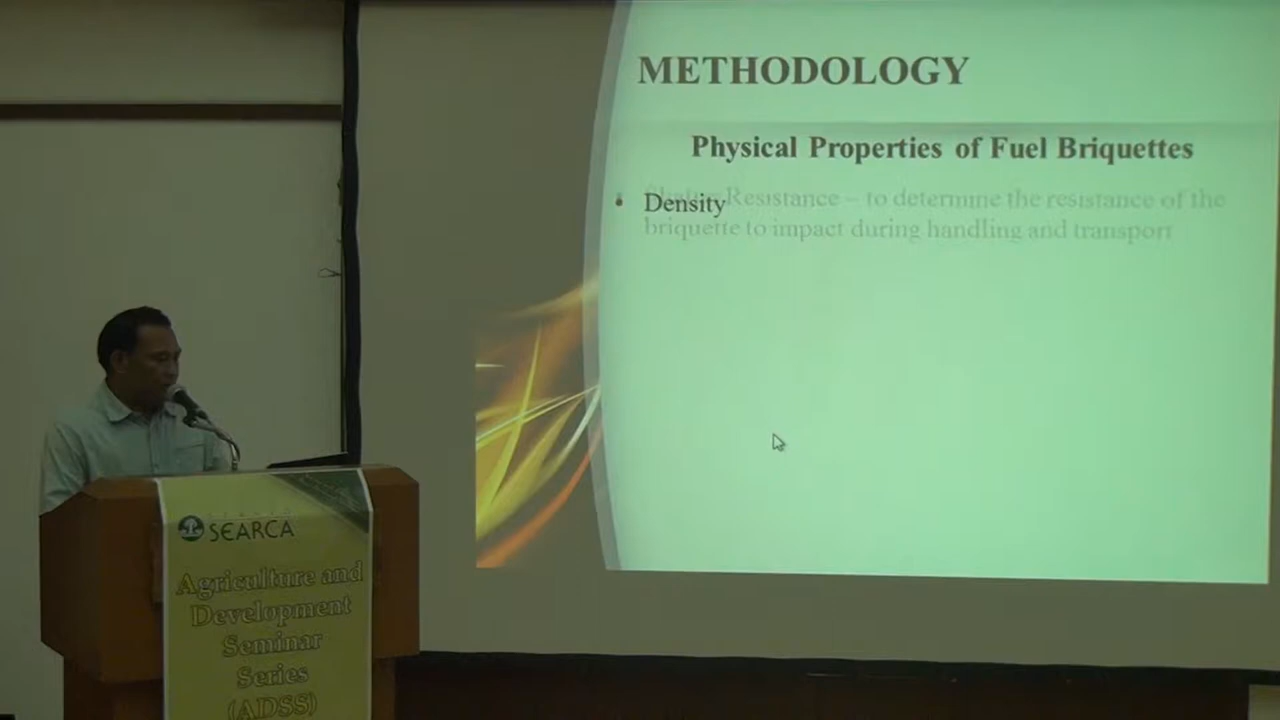 METHODOLOGY
Physical Properties of Fuel Briquettes
• Density
Resistance – to determine the resistance of the
briquette to impact during handling and transport
SEARCA
Agriculture and
Development
Seminar
Series
(ADSS)